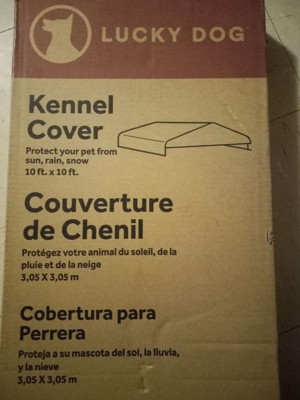 LUCKY DOG
Kennel
Cover
Protect your pet from
sun, rain, snow
10 ft. x 10 ft.
Couverture
de Chenil
Protégez votre animal du soleil, de la
pluie et de la neige
3,05 X 3,05 m
Cobertura para
Perrera
Proteja a su mascota del sol, la lluvia,
y la nieve
3,05 X 3,05 m